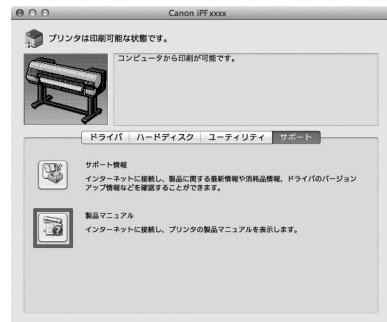 Canon iPFxxxx
プリンタは印刷可能な状態です。
コンピュータから印刷が可能です。
ドライバ ハードディスク ユーティリティ サポート
サポート情報
インターネットに接続し、製品に関する最新情報や消耗品情報、ドライバのバージョン
アップ情報などを確認することができます。
製品マニュアル
インターネットに接続し、プリンタの製品マニュアルを表示します。